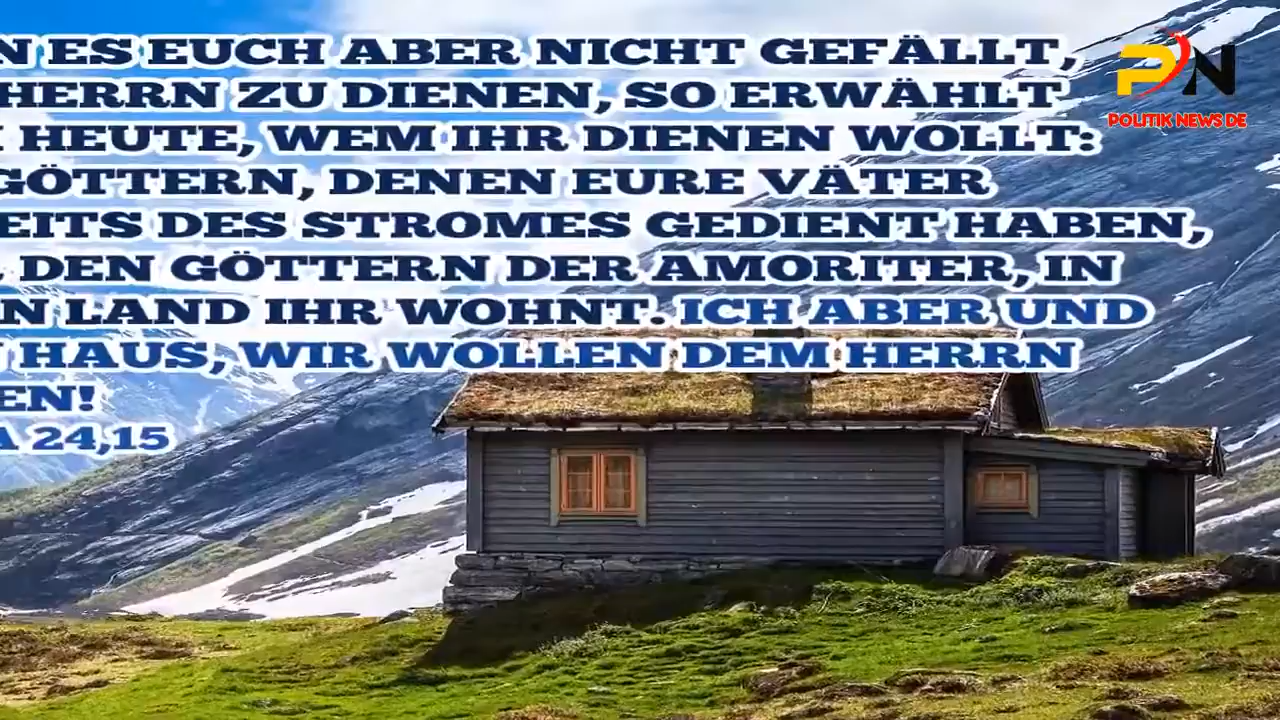 ES EUCH ABER NICHT GEFÄLLT,
HERRN ZU DIENEN, SO ERWÄHLT
HEUTE, WEM IHR DIENEN WOLLT:
GÖTTERN, DENEN EURE VÄTER
EITS DES STROMES GEDIENT HABEN,
DEN GÖTTERN DER AMORITER, IN
N LAND IHR WOHNT. ICH ABER UND
HAUS, WIR WOLLEN DEM HERRN
EN!
A 24,15
PN
POLITIK NEWS DE